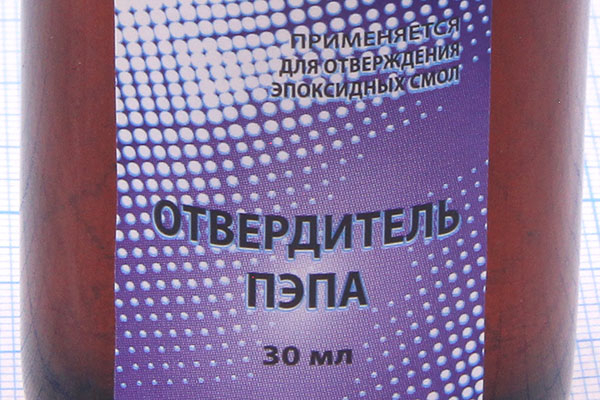 ПРИМЕНЯЕТСЯ
ДЛЯ ОТВЕРЖДЕНИЯ
ЭПОКСИДНЫХ СМОЛ
ОТВЕРДИТЕЛЬ
ПЭПА
30 мл